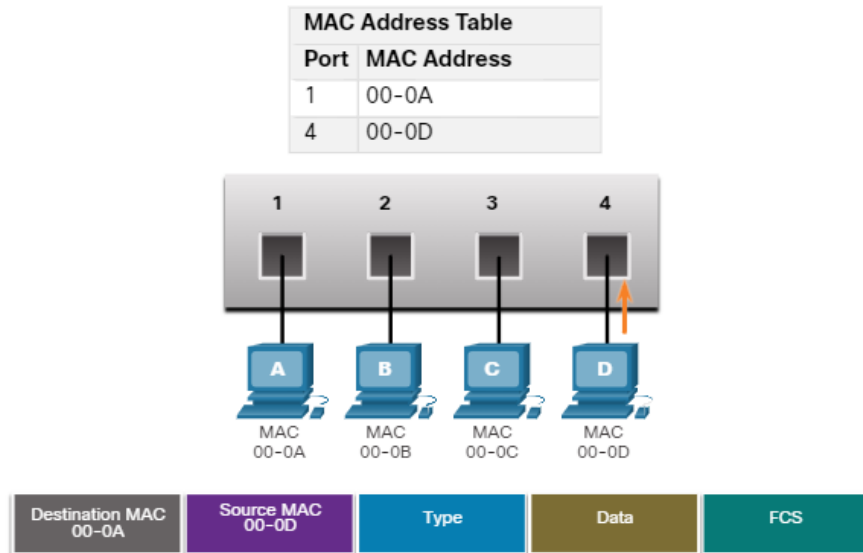 MAC Address Table
Port MAC Address
1 00-0A
4 00-0D
1 2 3 4
A B C D
MAC MAC MAC MAC
00-0A 00-0B 00-0C 00-0D
Destination MAC
00-0A
Source MAC
00-0D
Type
Data
FCS